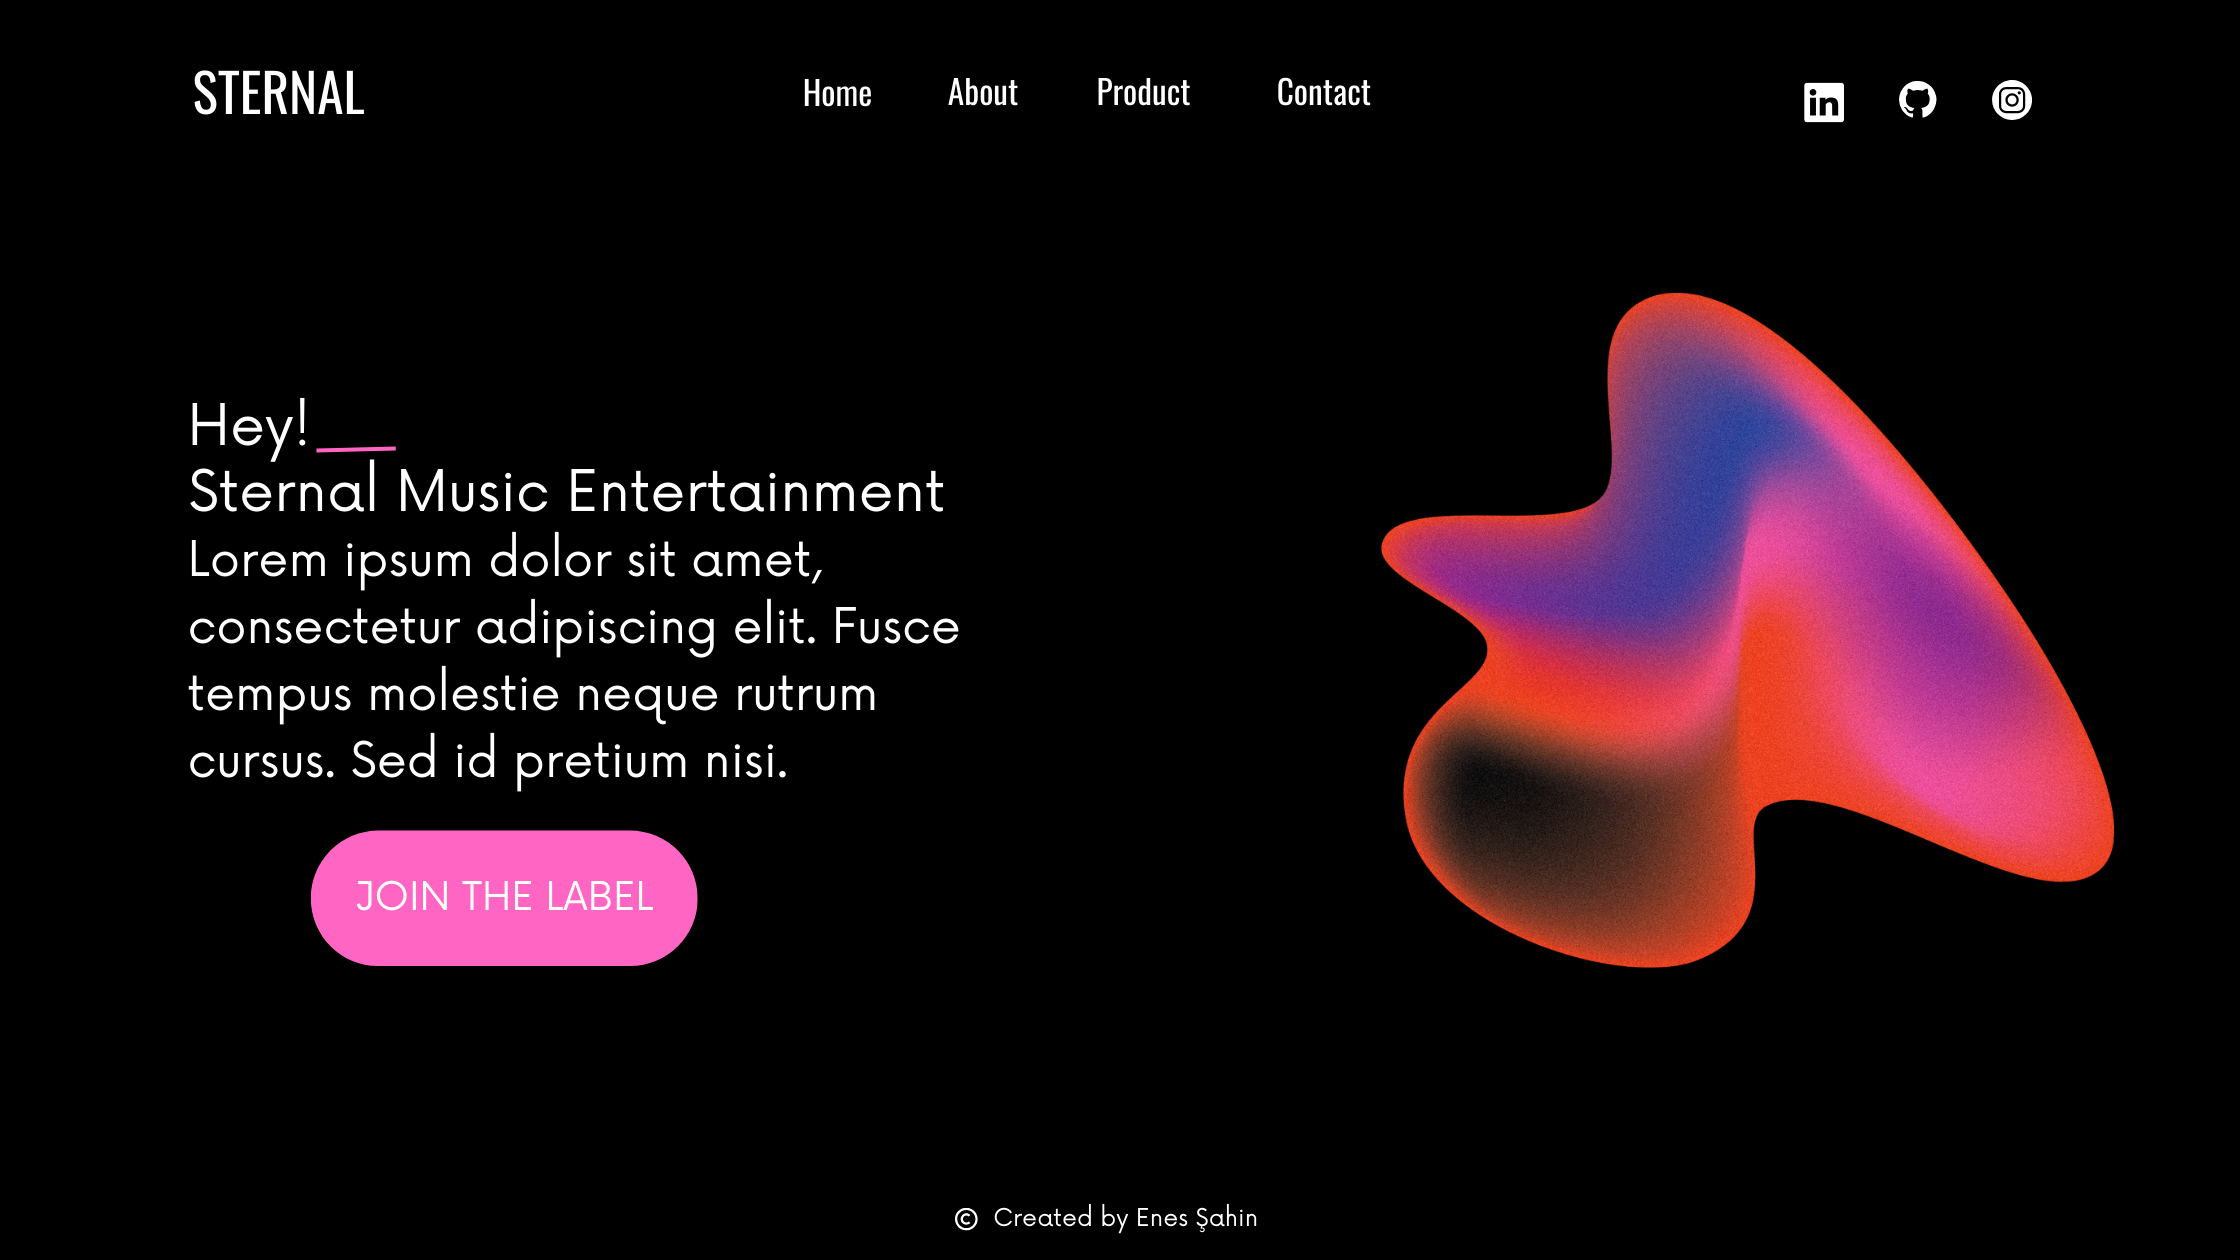 STERNAL
Home About Product Contact
Hey!
Sternal Music Entertainment
Lorem ipsum dolor sit amet,
consectetur adipiscing elit. Fusce
tempus molestie neque rutrum
cursus. Sed id pretium nisi.
JOIN THE LABEL
© Created by Enes Şahin